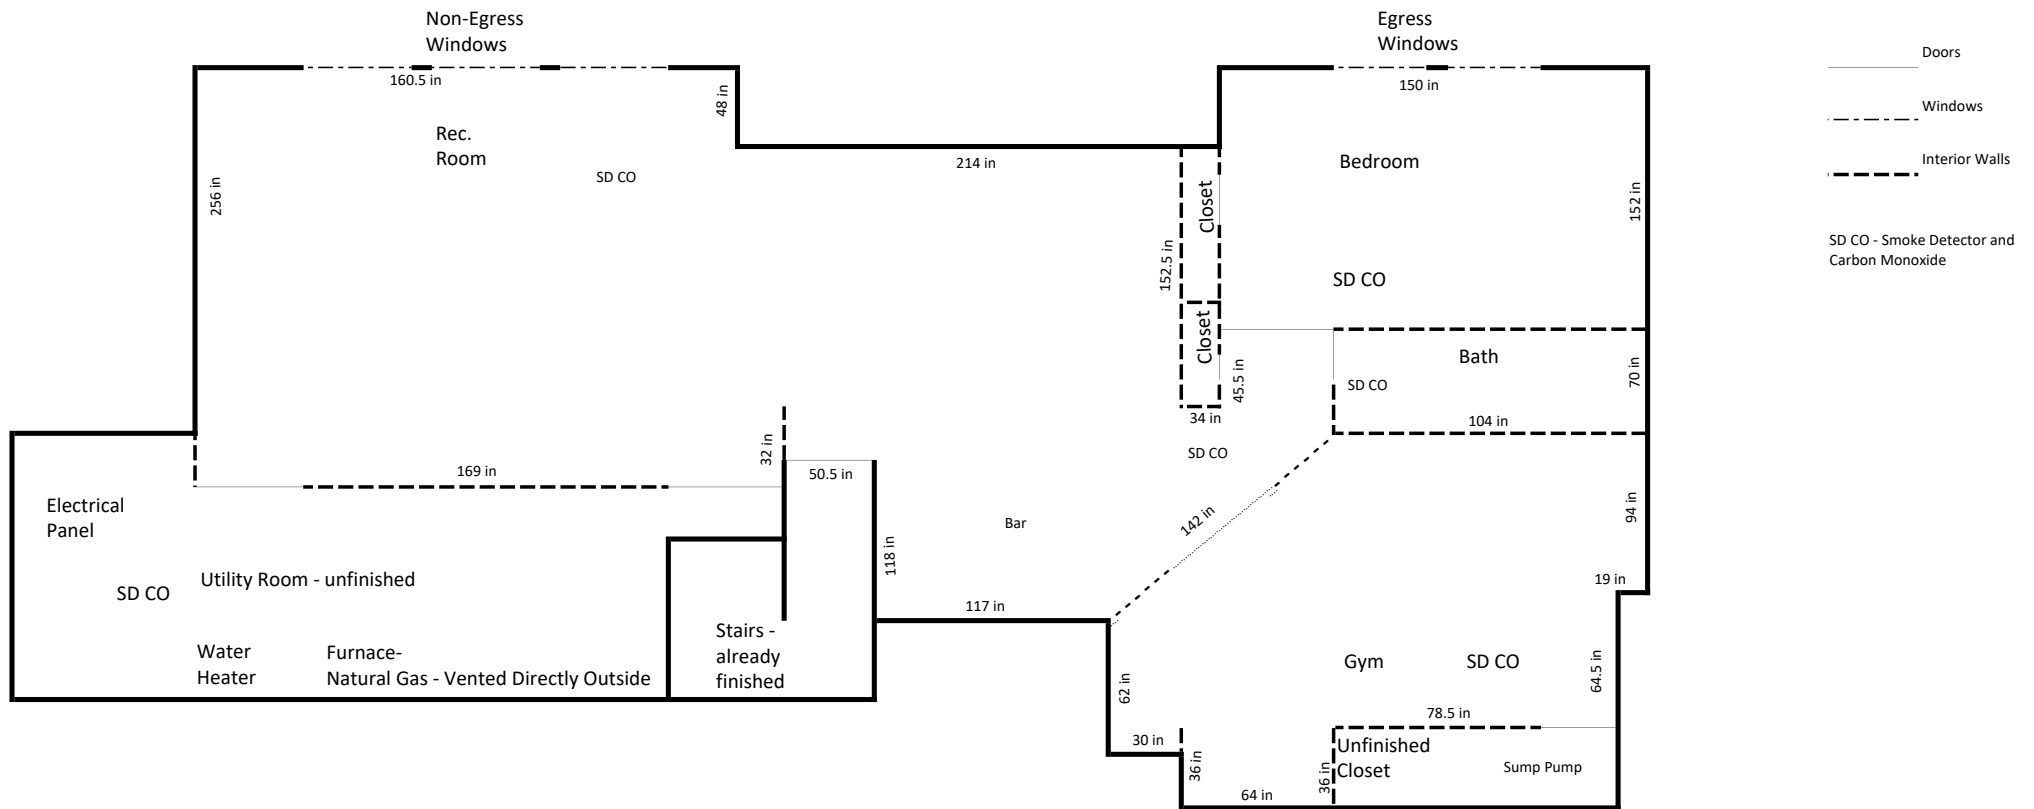 Non-Egress
Windows
Egress
Windows
Doors
160.5 in
150 in
48 in
Windows
Rec.
Room
214 in
Bedroom
Interior Walls
SD CO
256 in
Closet
152 in
SD CO - Smoke Detector and
Carbon Monoxide
152.5 in
SD CO
Closet
Bath
45.5 in
SD CO
70 in
34 in
104 in
32 in
SD CO
169 in
50.5 in
Electrical
Panel
Bar
142 in
94 in
118 in
SD CO
Utility Room - unfinished
19 in
117 in
Stairs -
already
finished
Water
Heater
Furnace-
Natural Gas - Vented Directly Outside
Gym
SD CO
64.5 in
62 in
78.5 in
30 in
36 in
Unfinished
Closet
36 in
Sump Pump
64 in